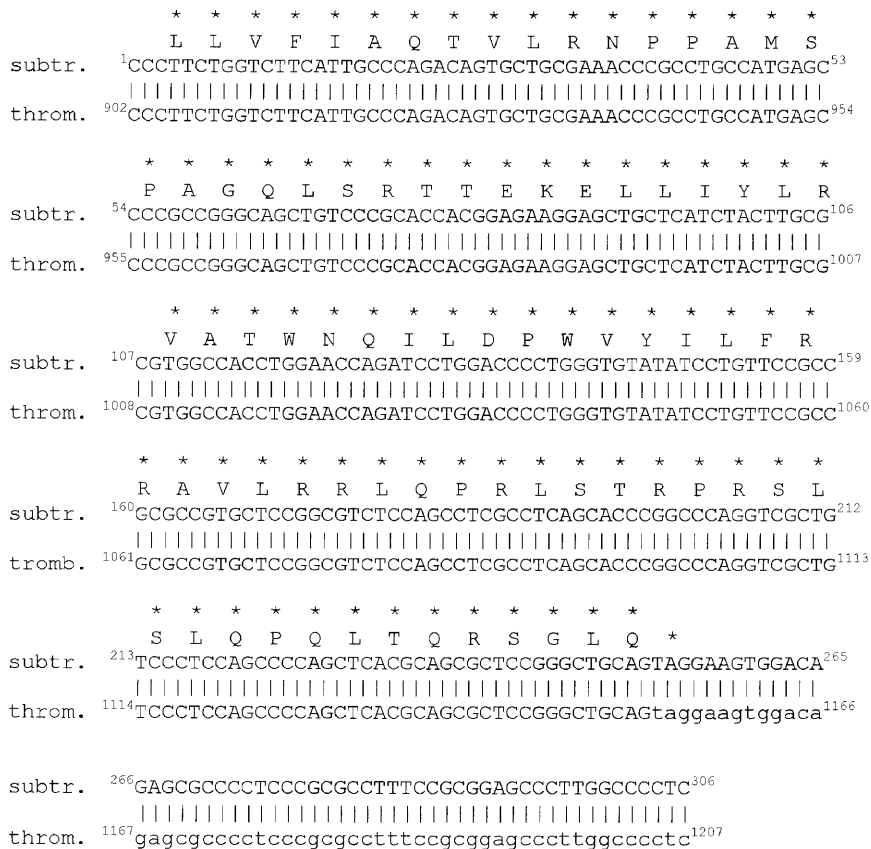 * * * * * * * * * * * * * * * * *
L L V F I A Q T V L R N P P A M S
subtr. 1CCCTTCTGGTCTTCATTGCCCAGACAGTGCTGCGAAACCCGCCTGCCATGAGC53
| | | | | | | | | | | | | | | | | | | | | | | | | | | | | | | | | | | | | | | | | | | | | | | | | | | | |
throm. 902CCCTTCTGGTCTTCATTGCCCAGACAGTGCTGCGAAACCCGCCTGCCATGAGC954
* * * * * * * * * * * * * * * * * *
P A G Q L S R T T E K E L L I Y L R
subtr. 54CCCGCCGGGCAGCTGTCCCGCACCACGGAGAAGGAGCTGCTCATCTACTTGCG106
| | | | | | | | | | | | | | | | | | | | | | | | | | | | | | | | | | | | | | | | | | | | | | | | | | | | |
throm. 955CCCGCCGGGCAGCTGTCCCGCACCACGGAGAAGGAGCTGCTCATCTACTTGCG1007
* * * * * * * * * * * * * * * * *
V A T W N Q I L D P W V Y I L F R
subtr. 107CGTGGCCACCTGGAACCAGATCCTGGACCCCTGGGTGTATATCCTGTTCCGCC159
| | | | | | | | | | | | | | | | | | | | | | | | | | | | | | | | | | | | | | | | | | | | | | | | | | | | |
throm. 1008CGTGGCCACCTGGAACCAGATCCTGGACCCCTGGGTGTATATCCTGTTCCGCC1060
* * * * * * * * * * * * * * * * * *
R A V L R R L Q P R L S T R P R S L
subtr. 160GCGCCGTGCTCCGGCGTCTCCAGCCTCGCCTCAGCACCCGGCCCAGGTCGCTG212
| | | | | | | | | | | | | | | | | | | | | | | | | | | | | | | | | | | | | | | | | | | | | | | | | | | | |
tromb. 1061GCGCCGTGCTCCGGCGTCTCCAGCCTCGCCTCAGCACCCGGCCCAGGTCGCTG1113
* * * * * * * * * * * * *
S L Q P Q L T Q R S G L Q *
subtr. 213TCCCTCCAGCCCCAGCTCACGCAGCGCTCCGGGCTGCAGTAGGAAGTGGACA265
| | | | | | | | | | | | | | | | | | | | | | | | | | | | | | | | | | | | | | | | | | | | | | | | | | | |
throm. 1114TCCCTCCAGCCCCAGCTCACGCAGCGCTCCGGGCTGCAGtaggaagtggaca1166
subtr. 266GAGCGCCCCTCCCGCGCCTTTCCGCGGAGCCCTTGGCCCCTC306
| | | | | | | | | | | | | | | | | | | | | | | | | | | | | | | | | | | | | | | | | |
throm. 1167gagcgcccctcccgcgcctttccgcggagcccttggcccctc1207